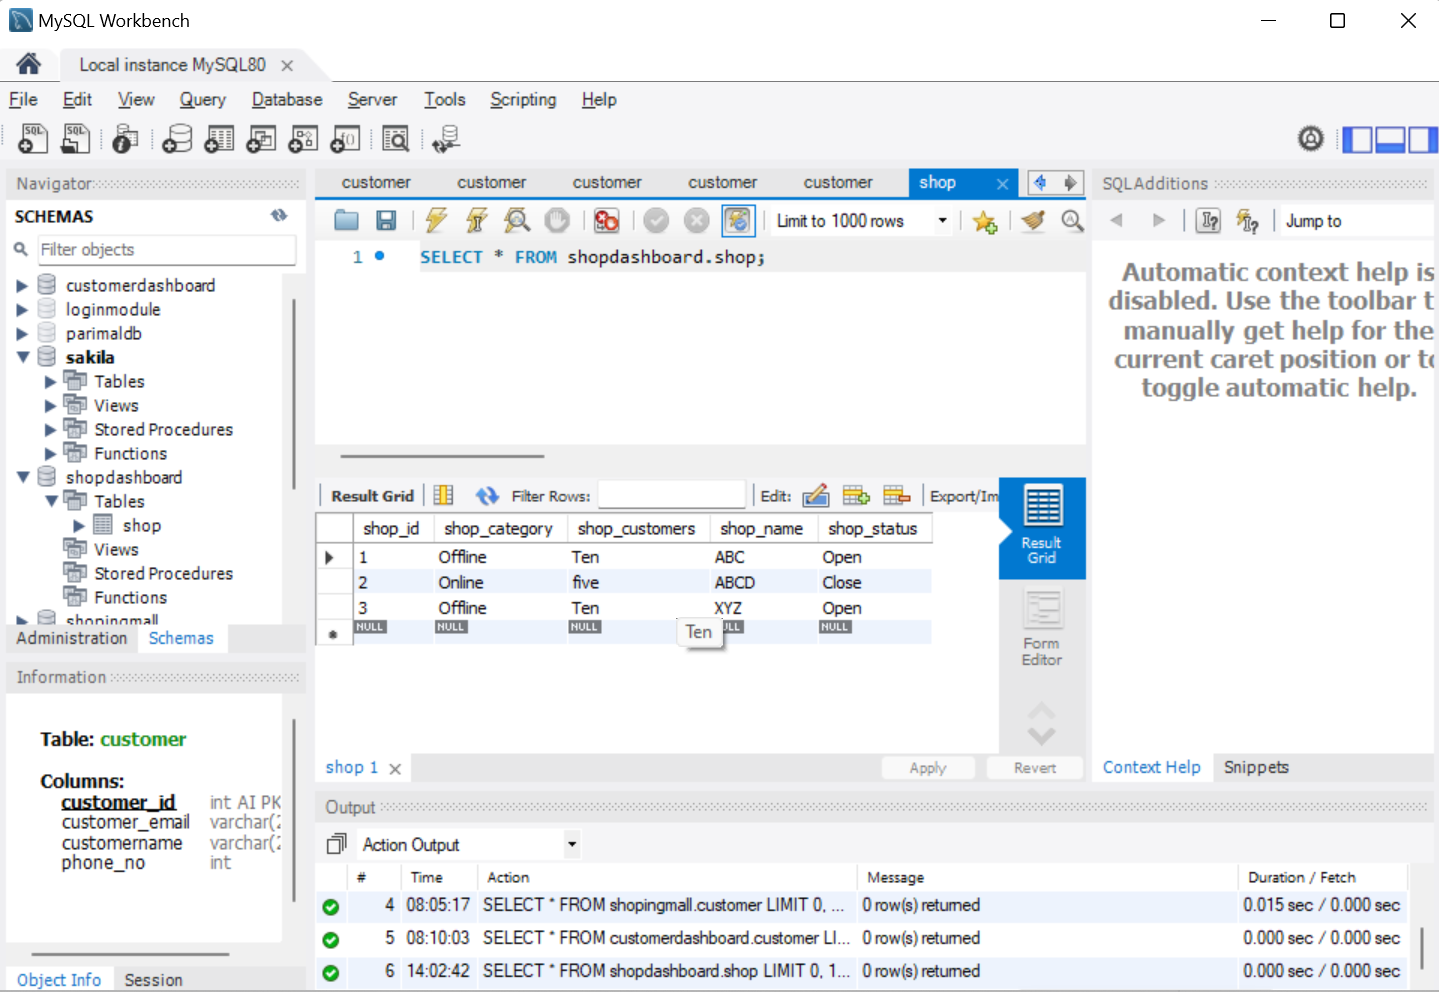 MySQL Workbench
Local instance MySQL80
File Edit View Query Database Server Tools Scripting Help
Navigator
SCHEMAS
Filter objects
customerdashboard
loginmodule
parimaldb
sakila
Tables
Views
Stored Procedures
Functions
shopdashboard
Tables
shop
Views
Stored Procedures
Functions
shopingmall
Administration Schemas
Information
Table: customer
Columns:
customer_id int AI PK
customer_email varchar(2
customername varchar(2
phone_no int
Object Info Session
customer customer customer customer customer shop
Limit to 1000 rows
1 SELECT * FROM shopdashboard.shop;
Result Grid Filter Rows: Edit: Export/Im
shop_id shop_category shop_customers shop_name shop_status
1 Offline Ten ABC Open
2 Online five ABCD Close
3 Offline Ten XYZ Open
NULL NULL NULL ULL NULL
Ten
Result
Grid
Form
Editor
shop 1 Apply Revert
SQLAdditions
Jump to
Automatic context help is
disabled. Use the toolbar t
manually get help for the
current caret position or to
toggle automatic help.
Context Help Snippets
Output
Action Output
# Time Action Message Duration / Fetch
4 08:05:17 SELECT * FROM shopingmall.customer LIMIT 0, ... 0 row(s) returned 0.015 sec / 0.000 sec
5 08:10:03 SELECT * FROM customerdashboard.customer LI... 0 row(s) returned 0.000 sec / 0.000 sec
6 14:02:42 SELECT * FROM shopdashboard.shop LIMIT 0, 1... 0 row(s) returned 0.000 sec / 0.000 sec